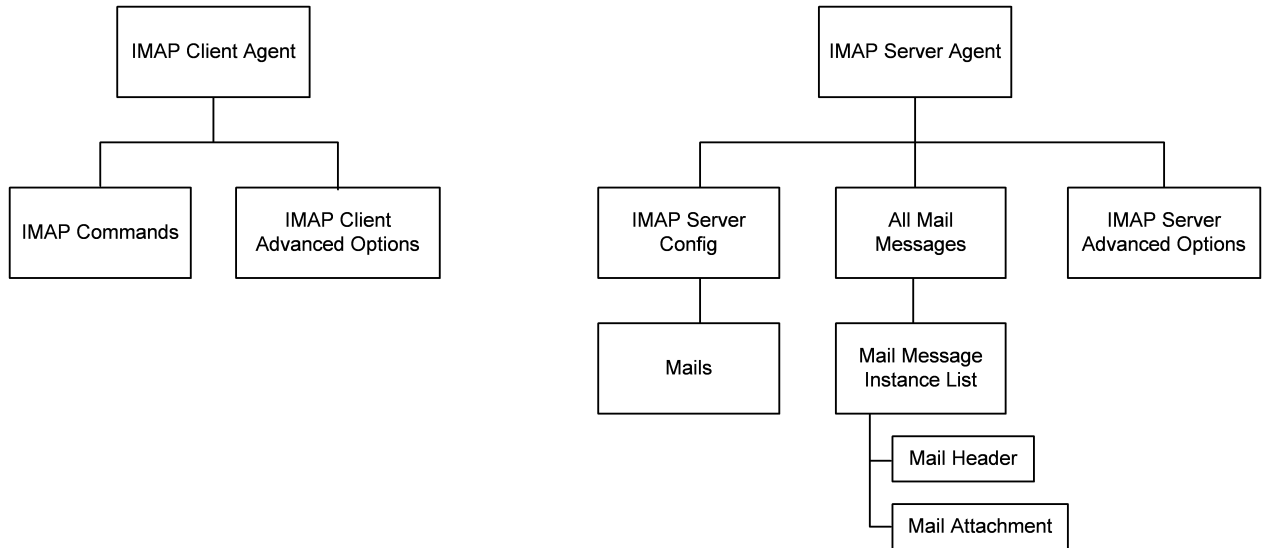 IMAP Client Agent
IMAP Server Agent
IMAP Commands
IMAP Client
Advanced Options
IMAP Server
Config
All Mail
Messages
IMAP Server
Advanced Options
Mails
Mail Message
Instance List
Mail Header
Mail Attachment